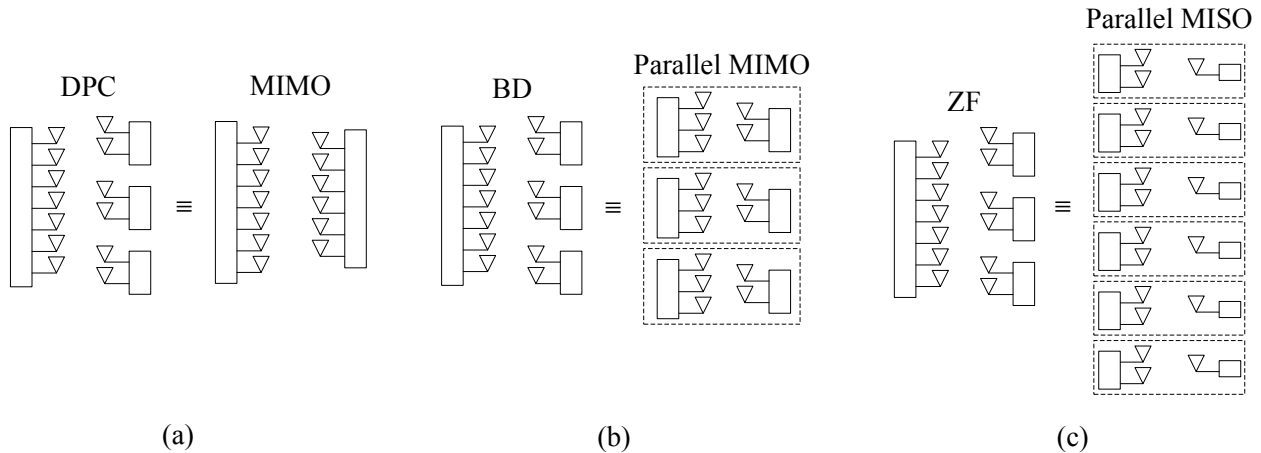 DPC
MIMO
≡
(a)
BD
Parallel MIMO
≡
(b)
ZF
Parallel MISO
≡
(c)